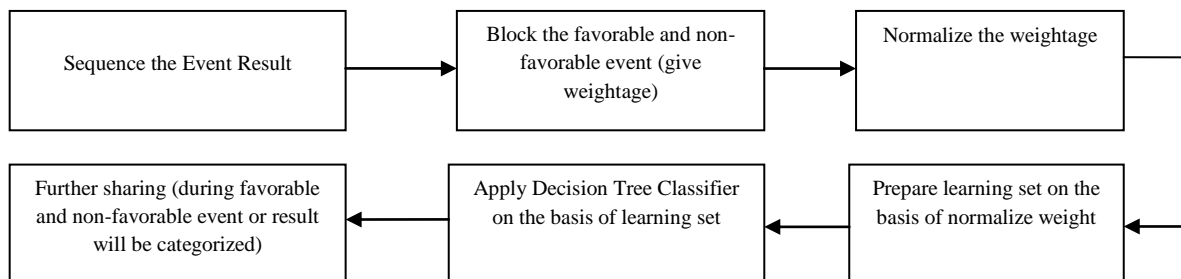 Sequence the Event Result
Block the favorable and non-
favorable event (give
weightage)
Normalize the weightage
Further sharing (during favorable
and non-favorable event or result
will be categorized)
Apply Decision Tree Classifier
on the basis of learning set
Prepare learning set on the
basis of normalize weight